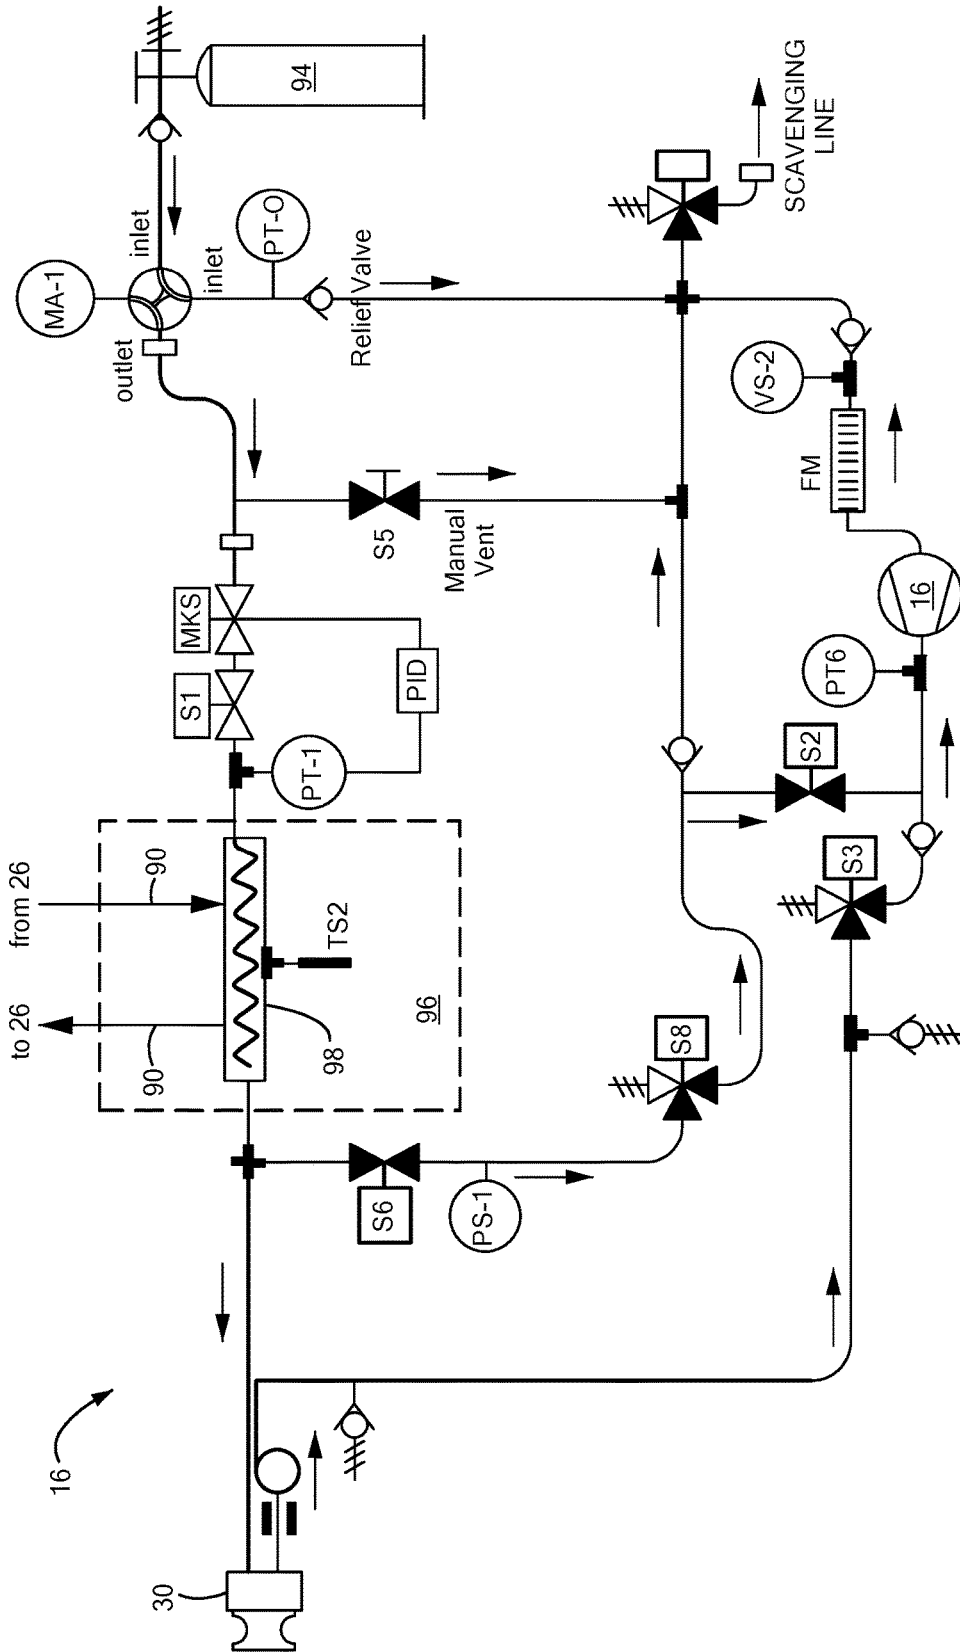 94
MA-1
inlet
inlet
outlet
PT-O
Relief Valve
SCAVENGING
LINE
VS-2
FM
16
PT6
S5
Manual
Vent
MKS
S1
PID
PT-1
S2
S3
from 26
to 26
90
90
TS2
98
96
S8
S6
PS-1
16
30